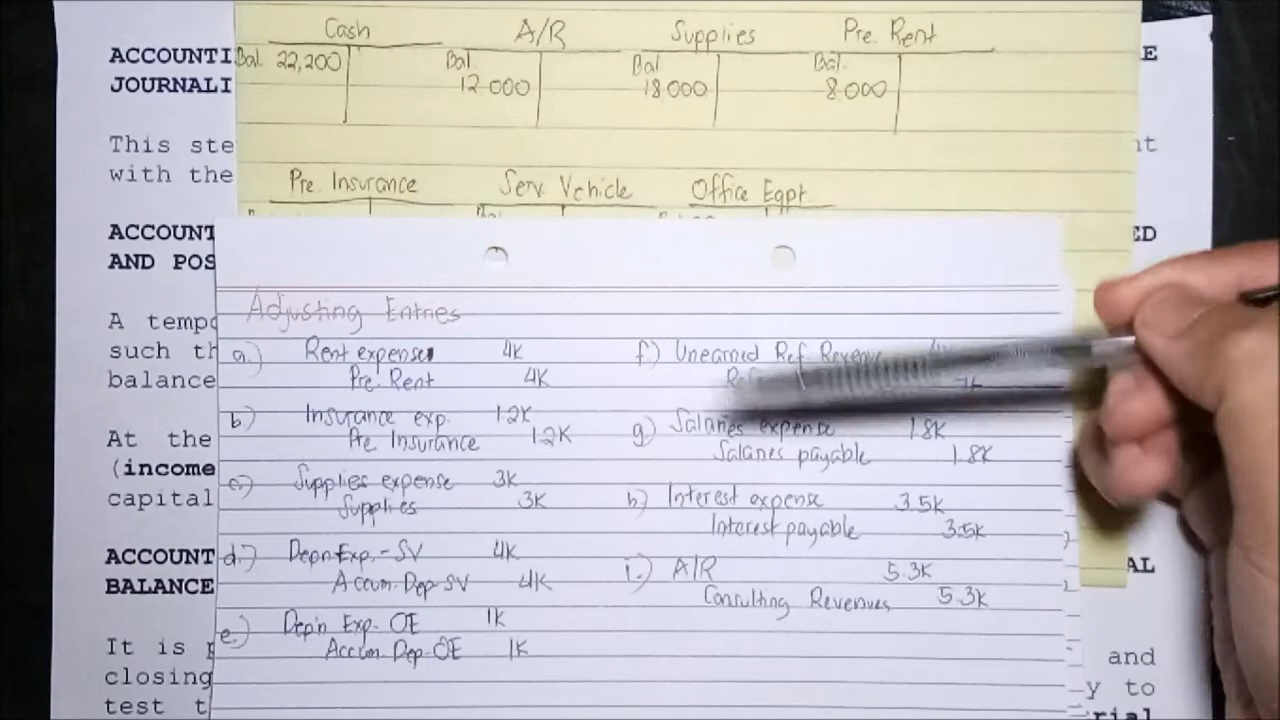 ACCOUNTI
JOURNALI
E
This ste
nt
with the
ACCOUNT
ED
AND POS
A tempo
such th
balance
At the
(income
capital
ACCOUNT
AL
BALANCE
It is
and
closing
y to
test t
rial
Cash A/R Supplies Pre. Rent
Bal. 22,200 Bal. Bal Bal.
12 000 18 000 8,000
Pre. Insurance Serv. Vehicle Office Eqpt
Adjusting Entries
a.) Rent expense 4K
Pre. Rent 4K
b) Insurance exp. 1.2K
Pre Insurance 1.2K
c.) Supplies expense 3K
Supplies 3K
d.) Depn Exp.-SV 4K
Accum. Dep-SV 4K
e.) Dep'n Exp. OE 1K
Accum. Dep-OE 1K
f.) Unearned Ref Revenue
g) Salaries expense 1.8K
Salaries payable 1.8K
h) Interest expense 3.5K
Interest payable 3.5K
i.) A/R 5.3K
Consulting Revenues 5.3K